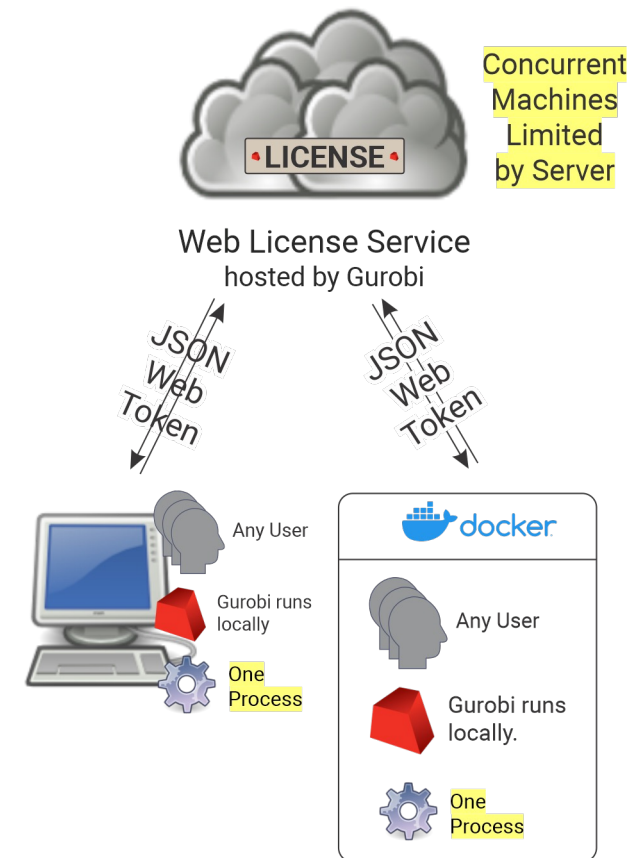 Concurrent
Machines
Limited
by Server
LICENSE
Web License Service
hosted by Gurobi
JSON
Web
Token
JSON
Web
Token
Any User
Gurobi runs
locally
One
Process
docker
Any User
Gurobi runs
locally.
One
Process